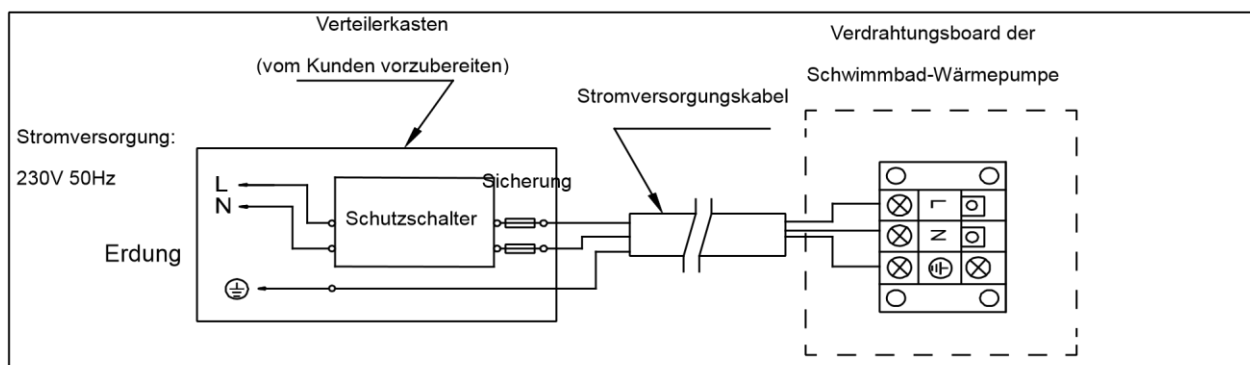 Verteilerkasten
(vom Kunden vorzubereiten)
Verdrahtungsboard der
Schwimmbad-Wärmepumpe
Stromversorgungskabel
Stromversorgung:
230V 50Hz
L
N
Schutzschalter
Sicherung
Erdung
L
N